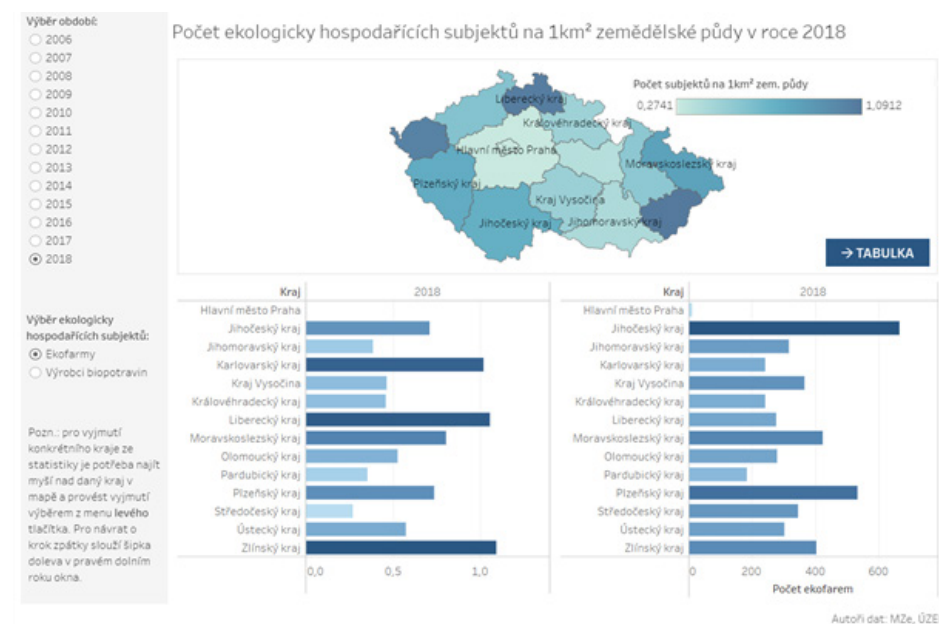 Výběr období:
2006
2007
2008
2009
2010
2011
2012
2013
2014
2015
2016
2017
2018
Výběr ekologicky
hospodařících subjektů:
Ekofarmy
Výrobci biopotravin
Pozn.: pro vyjmutí
konkrétního kraje ze
statistiky je potřeba najít
myší nad daný kraj v
mapě a provést vyjmutí
výběrem z menu levého
tlačítka. Pro návrat o
krok zpátky slouží šipka
doleva v pravém dolním
roku okna.
Počet ekologicky hospodařících subjektů na 1km² zemědělské půdy v roce 2018
Počet subjektů na 1km² zem. půdy
0,2741 1,0912
Liberecký kraj
Královéhradecký kraj
Hlavní město Praha
Moravskoslezský kraj
Plzeňský kraj
Kraj Vysočina
Jihočeský kraj
Jihomoravský kraj
→ TABULKA
Kraj 2018
Hlavní město Praha
Jihočeský kraj
Jihomoravský kraj
Karlovarský kraj
Kraj Vysočina
Královéhradecký kraj
Liberecký kraj
Moravskoslezský kraj
Olomoucký kraj
Pardubický kraj
Plzeňský kraj
Středočeský kraj
Ústecký kraj
Zlínský kraj
0,0 0,5 1,0
Kraj 2018
Hlavní město Praha
Jihočeský kraj
Jihomoravský kraj
Karlovarský kraj
Kraj Vysočina
Královéhradecký kraj
Liberecký kraj
Moravskoslezský kraj
Olomoucký kraj
Pardubický kraj
Plzeňský kraj
Středočeský kraj
Ústecký kraj
Zlínský kraj
0 200 400 600
Počet ekofarem
Autoři dat: MZe, ÚZE